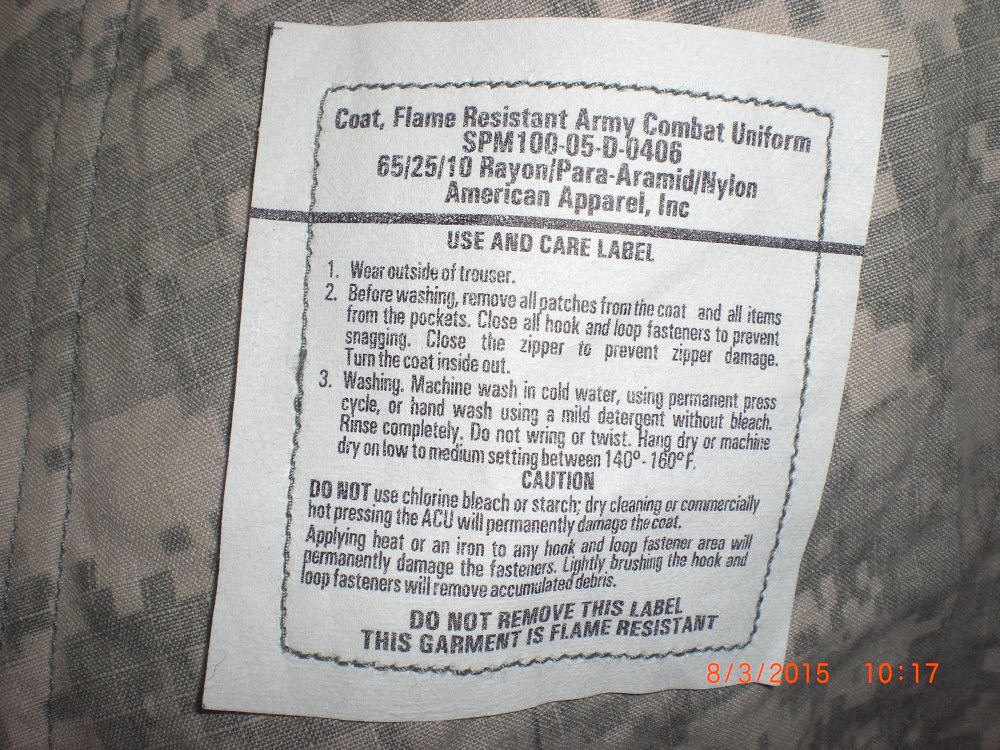 Coat, Flame Resistant Army Combat Uniform
SPM100-05-D-0406
65/25/10 Rayon/Para-Aramid/Nylon
American Apparel, Inc
USE AND CARE LABEL
1. Wear outside of trouser.
2. Before washing, remove all patches from the coat and all items
from the pockets. Close all hook and loop fasteners to prevent
snagging. Close the zipper to prevent zipper damage.
Turn the coat inside out.
3. Washing. Machine wash in cold water, using permanent press
cycle, or hand wash using a mild detergent without bleach.
Rinse completely. Do not wring or twist. Hang dry or machine
dry on low to medium setting between 140°-160°F.
CAUTION
DO NOT use chlorine bleach or starch; dry cleaning or commercially
hot pressing the ACU will permanently damage the coat.
Applying heat or an iron to any hook and loop fastener area will
permanently damage the fasteners. Lightly brushing the hook and
loop fasteners will remove accumulated debris.
DO NOT REMOVE THIS LABEL
THIS GARMENT IS FLAME RESISTANT
8/3/2015 10:17